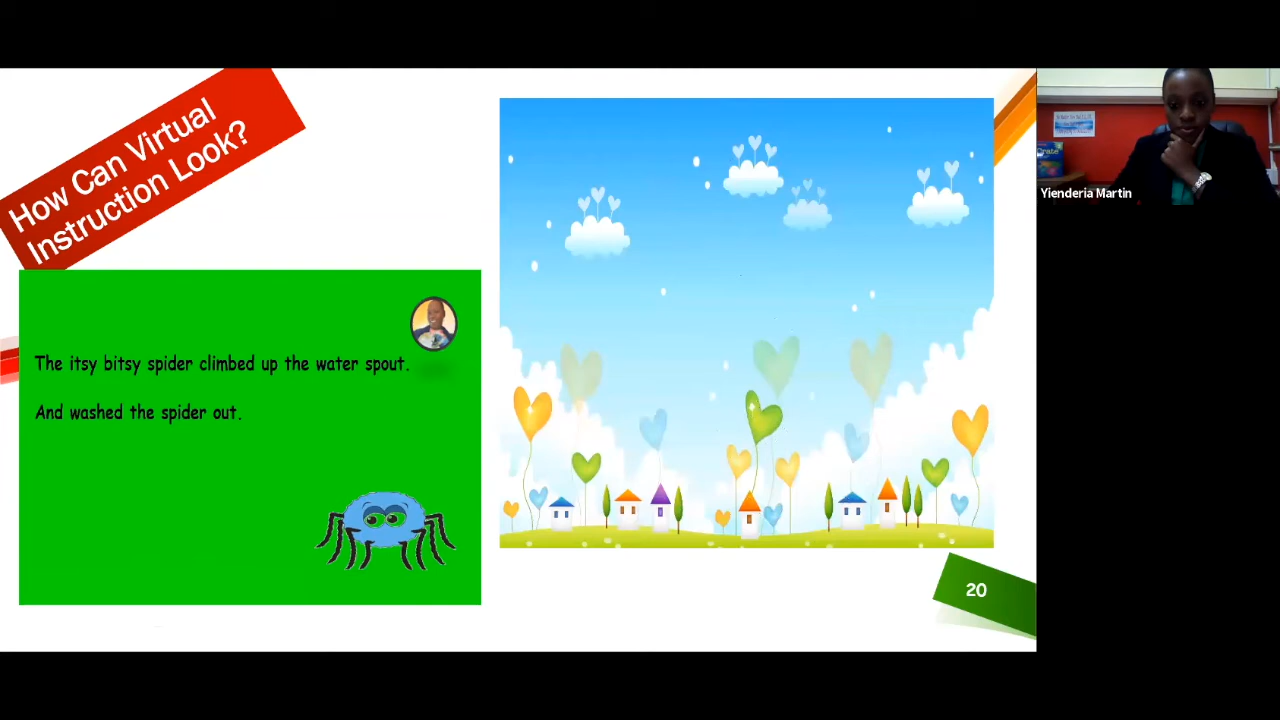 How Can Virtual
Instruction Look?
The itsy bitsy spider climbed up the water spout.
And washed the spider out.
20
Yienderia Martin